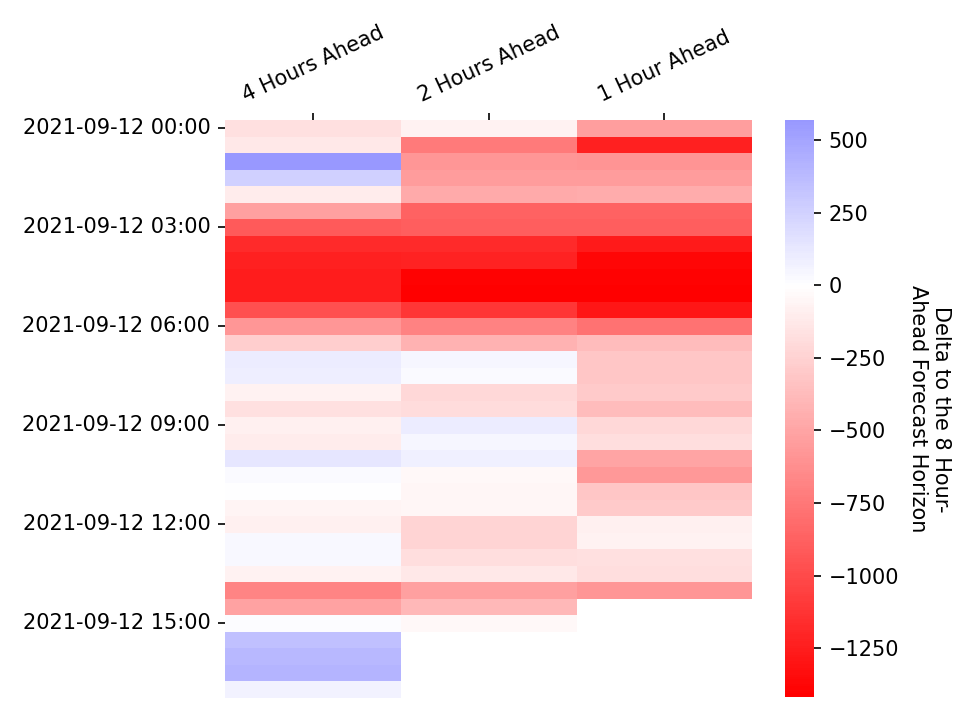 4 Hours Ahead
2 Hours Ahead
1 Hour Ahead
2021-09-12 00:00
2021-09-12 03:00
2021-09-12 06:00
2021-09-12 09:00
2021-09-12 12:00
2021-09-12 15:00
500
250
0
−250
−500
−750
−1000
−1250
Delta to the 8 Hour-
Ahead Forecast Horizon